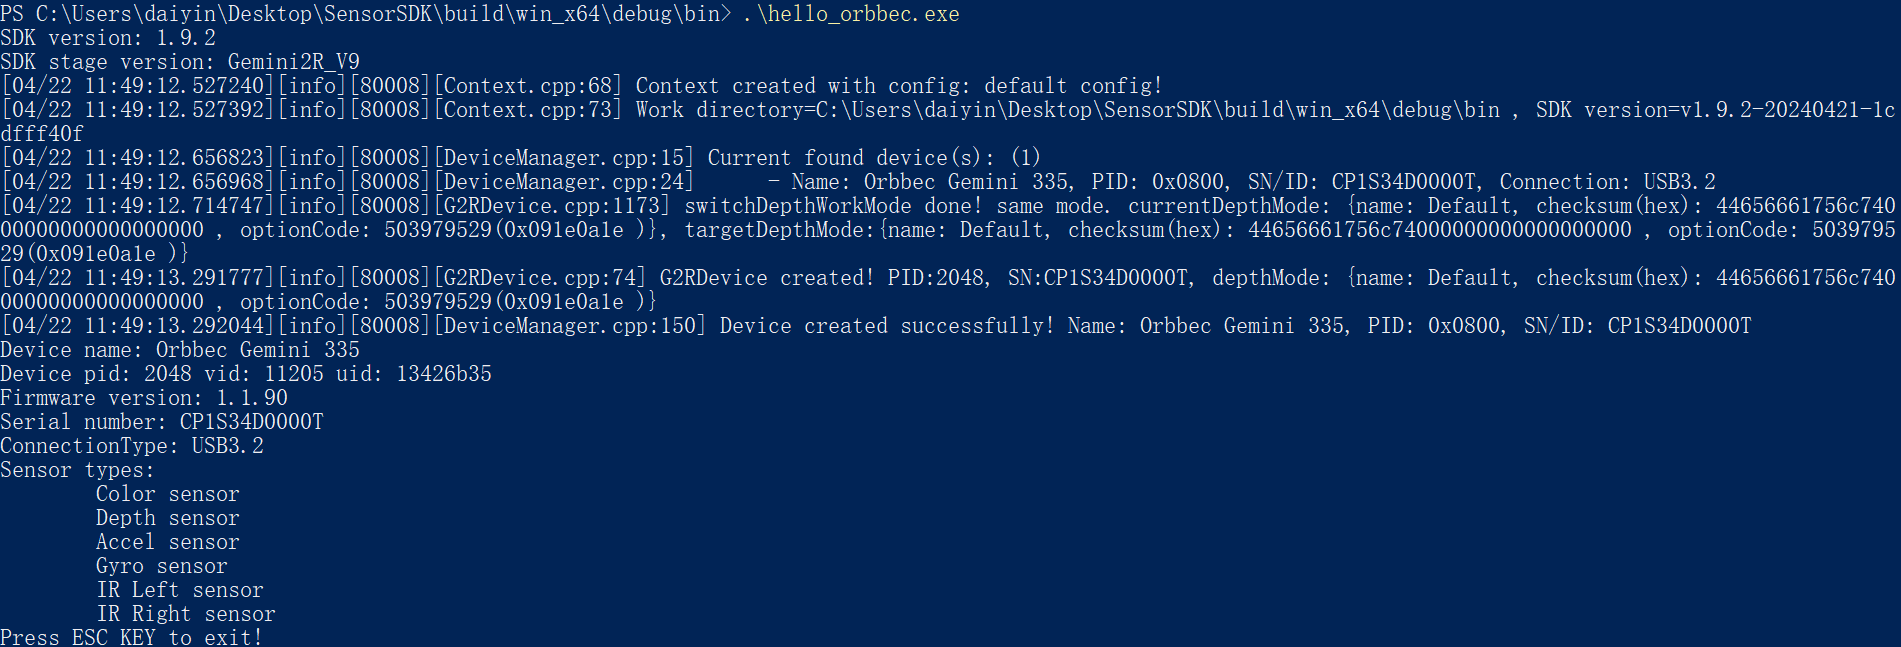 PS C:\Users\daiyin\Desktop\SensorSDK\build\win_x64\debug\bin> .\hello_orbbec.exe
SDK version: 1.9.2
SDK stage version: Gemini2R_V9
[04/22 11:49:12.527240][info][80008][Context.cpp:68] Context created with config: default config!
[04/22 11:49:12.527392][info][80008][Context.cpp:73] Work directory=C:\Users\daiyin\Desktop\SensorSDK\build\win_x64\debug\bin , SDK version=v1.9.2-20240421-1c
dfff40f
[04/22 11:49:12.656823][info][80008][DeviceManager.cpp:15] Current found device(s): (1)
[04/22 11:49:12.656968][info][80008][DeviceManager.cpp:24]      - Name: Orbbec Gemini 335, PID: 0x0800, SN/ID: CP1S34D0000T, Connection: USB3.2
[04/22 11:49:12.714747][info][80008][G2RDevice.cpp:1173] switchDepthWorkMode done! same mode. currentDepthMode: {name: Default, checksum(hex): 44656661756c740
00000000000000000 , optionCode: 503979529(0x091e0a1e )}, targetDepthMode:{name: Default, checksum(hex): 44656661756c74000000000000000000 , optionCode: 5039795
29(0x091e0a1e )}
[04/22 11:49:13.291777][info][80008][G2RDevice.cpp:74] G2RDevice created! PID:2048, SN:CP1S34D0000T, depthMode: {name: Default, checksum(hex): 44656661756c740
00000000000000000 , optionCode: 503979529(0x091e0a1e )}
[04/22 11:49:13.292044][info][80008][DeviceManager.cpp:150] Device created successfully! Name: Orbbec Gemini 335, PID: 0x0800, SN/ID: CP1S34D0000T
Device name: Orbbec Gemini 335
Device pid: 2048 vid: 11205 uid: 13426b35
Firmware version: 1.1.90
Serial number: CP1S34D0000T
ConnectionType: USB3.2
Sensor types:
        Color sensor
        Depth sensor
        Accel sensor
        Gyro sensor
        IR Left sensor
        IR Right sensor
Press ESC KEY to exit!